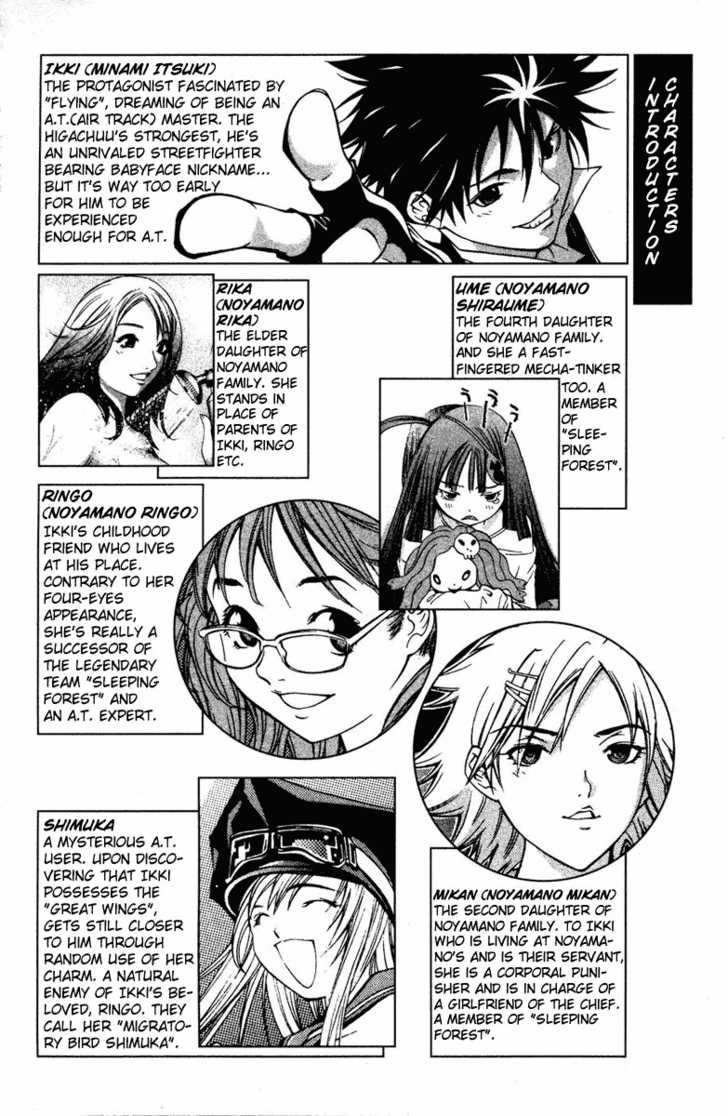 CHARACTERS
INTRODUCTION
IKKI (MINAMI ITSUKI)
THE PROTAGONIST FASCINATED BY
"FLYING", DREAMING OF BEING AN
A.T.(AIR TRACK) MASTER. THE
HIGACHUU'S STRONGEST, HE'S
AN UNRIVALED STREETFIGHTER
BEARING BABYFACE NICKNAME...
BUT IT'S WAY TOO EARLY
FOR HIM TO BE
EXPERIENCED
ENOUGH FOR A.T.
RIKA
(NOYAMANO
RIKA)
THE ELDER
DAUGHTER OF
NOYAMANO
FAMILY. SHE
STANDS IN
PLACE OF
PARENTS OF
IKKI, RINGO
ETC.
UME (NOYAMANO
SHIRAUME)
THE FOURTH DAUGHTER
OF NOYAMANO FAMILY.
AND SHE A FAST-
FINGERED MECHA-TINKER
TOO. A
MEMBER
OF
"SLEE-
PING
FOREST".
う う う
RINGO
(NOYAMANO RINGO)
IKKI'S CHILDHOOD
FRIEND WHO LIVES
AT HIS PLACE.
CONTRARY TO HER
FOUR-EYES
APPEARANCE,
SHE'S REALLY A
SUCCESSOR OF
THE LEGENDARY
TEAM "SLEEPING
FOREST" AND
AN A.T. EXPERT.
SHIMUKA
A MYSTERIOUS A.T.
USER. UPON DISCO-
VERING THAT IKKI
POSSESSES THE
"GREAT WINGS",
GETS STILL CLOSER
TO HIM THROUGH
RANDOM USE OF HER
CHARM. A NATURAL
ENEMY OF IKKI'S BE-
LOVED, RINGO. THEY
CALL HER "MIGRATO-
RY BIRD SHIMUKA".
MIKAN (NOYAMANO MIKAN)
THE SECOND DAUGHTER OF
NOYAMANO FAMILY. TO IKKI
WHO IS LIVING AT NOYAMA-
NO'S AND IS THEIR SERVANT,
SHE IS A CORPORAL PUNI-
SHER AND IS IN CHARGE OF
A GIRLFRIEND OF THE CHIEF.
A MEMBER OF "SLEEPING
FOREST".